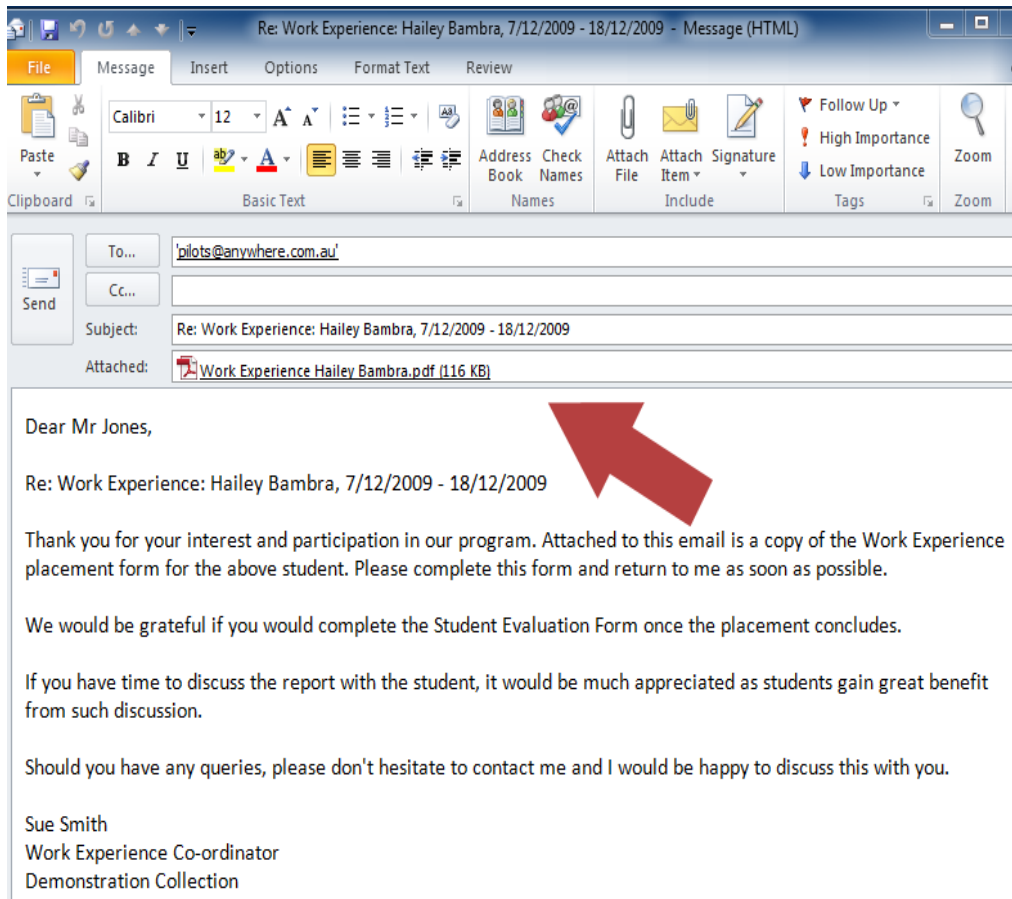 Re: Work Experience: Hailey Bambra, 7/12/2009 - 18/12/2009 - Message (HTML)
File Message Insert Options Format Text Review
Calibri 12 A A Aa
Follow Up
High Importance
Low Importance
Paste B I U ab A Address Book Check Names Attach File Attach Item Signature Zoom
Clipboard Basic Text Names Include Tags Zoom
To... 'pilots@anywhere.com.au'
Send Cc...
Subject: Re: Work Experience: Hailey Bambra, 7/12/2009 - 18/12/2009
Attached: Work Experience Hailey Bambra.pdf (116 KB)
Dear Mr Jones,
Re: Work Experience: Hailey Bambra, 7/12/2009 - 18/12/2009
Thank you for your interest and participation in our program. Attached to this email is a copy of the Work Experience
placement form for the above student. Please complete this form and return to me as soon as possible.
We would be grateful if you would complete the Student Evaluation Form once the placement concludes.
If you have time to discuss the report with the student, it would be much appreciated as students gain great benefit
from such discussion.
Should you have any queries, please don't hesitate to contact me and I would be happy to discuss this with you.
Sue Smith
Work Experience Co-ordinator
Demonstration Collection